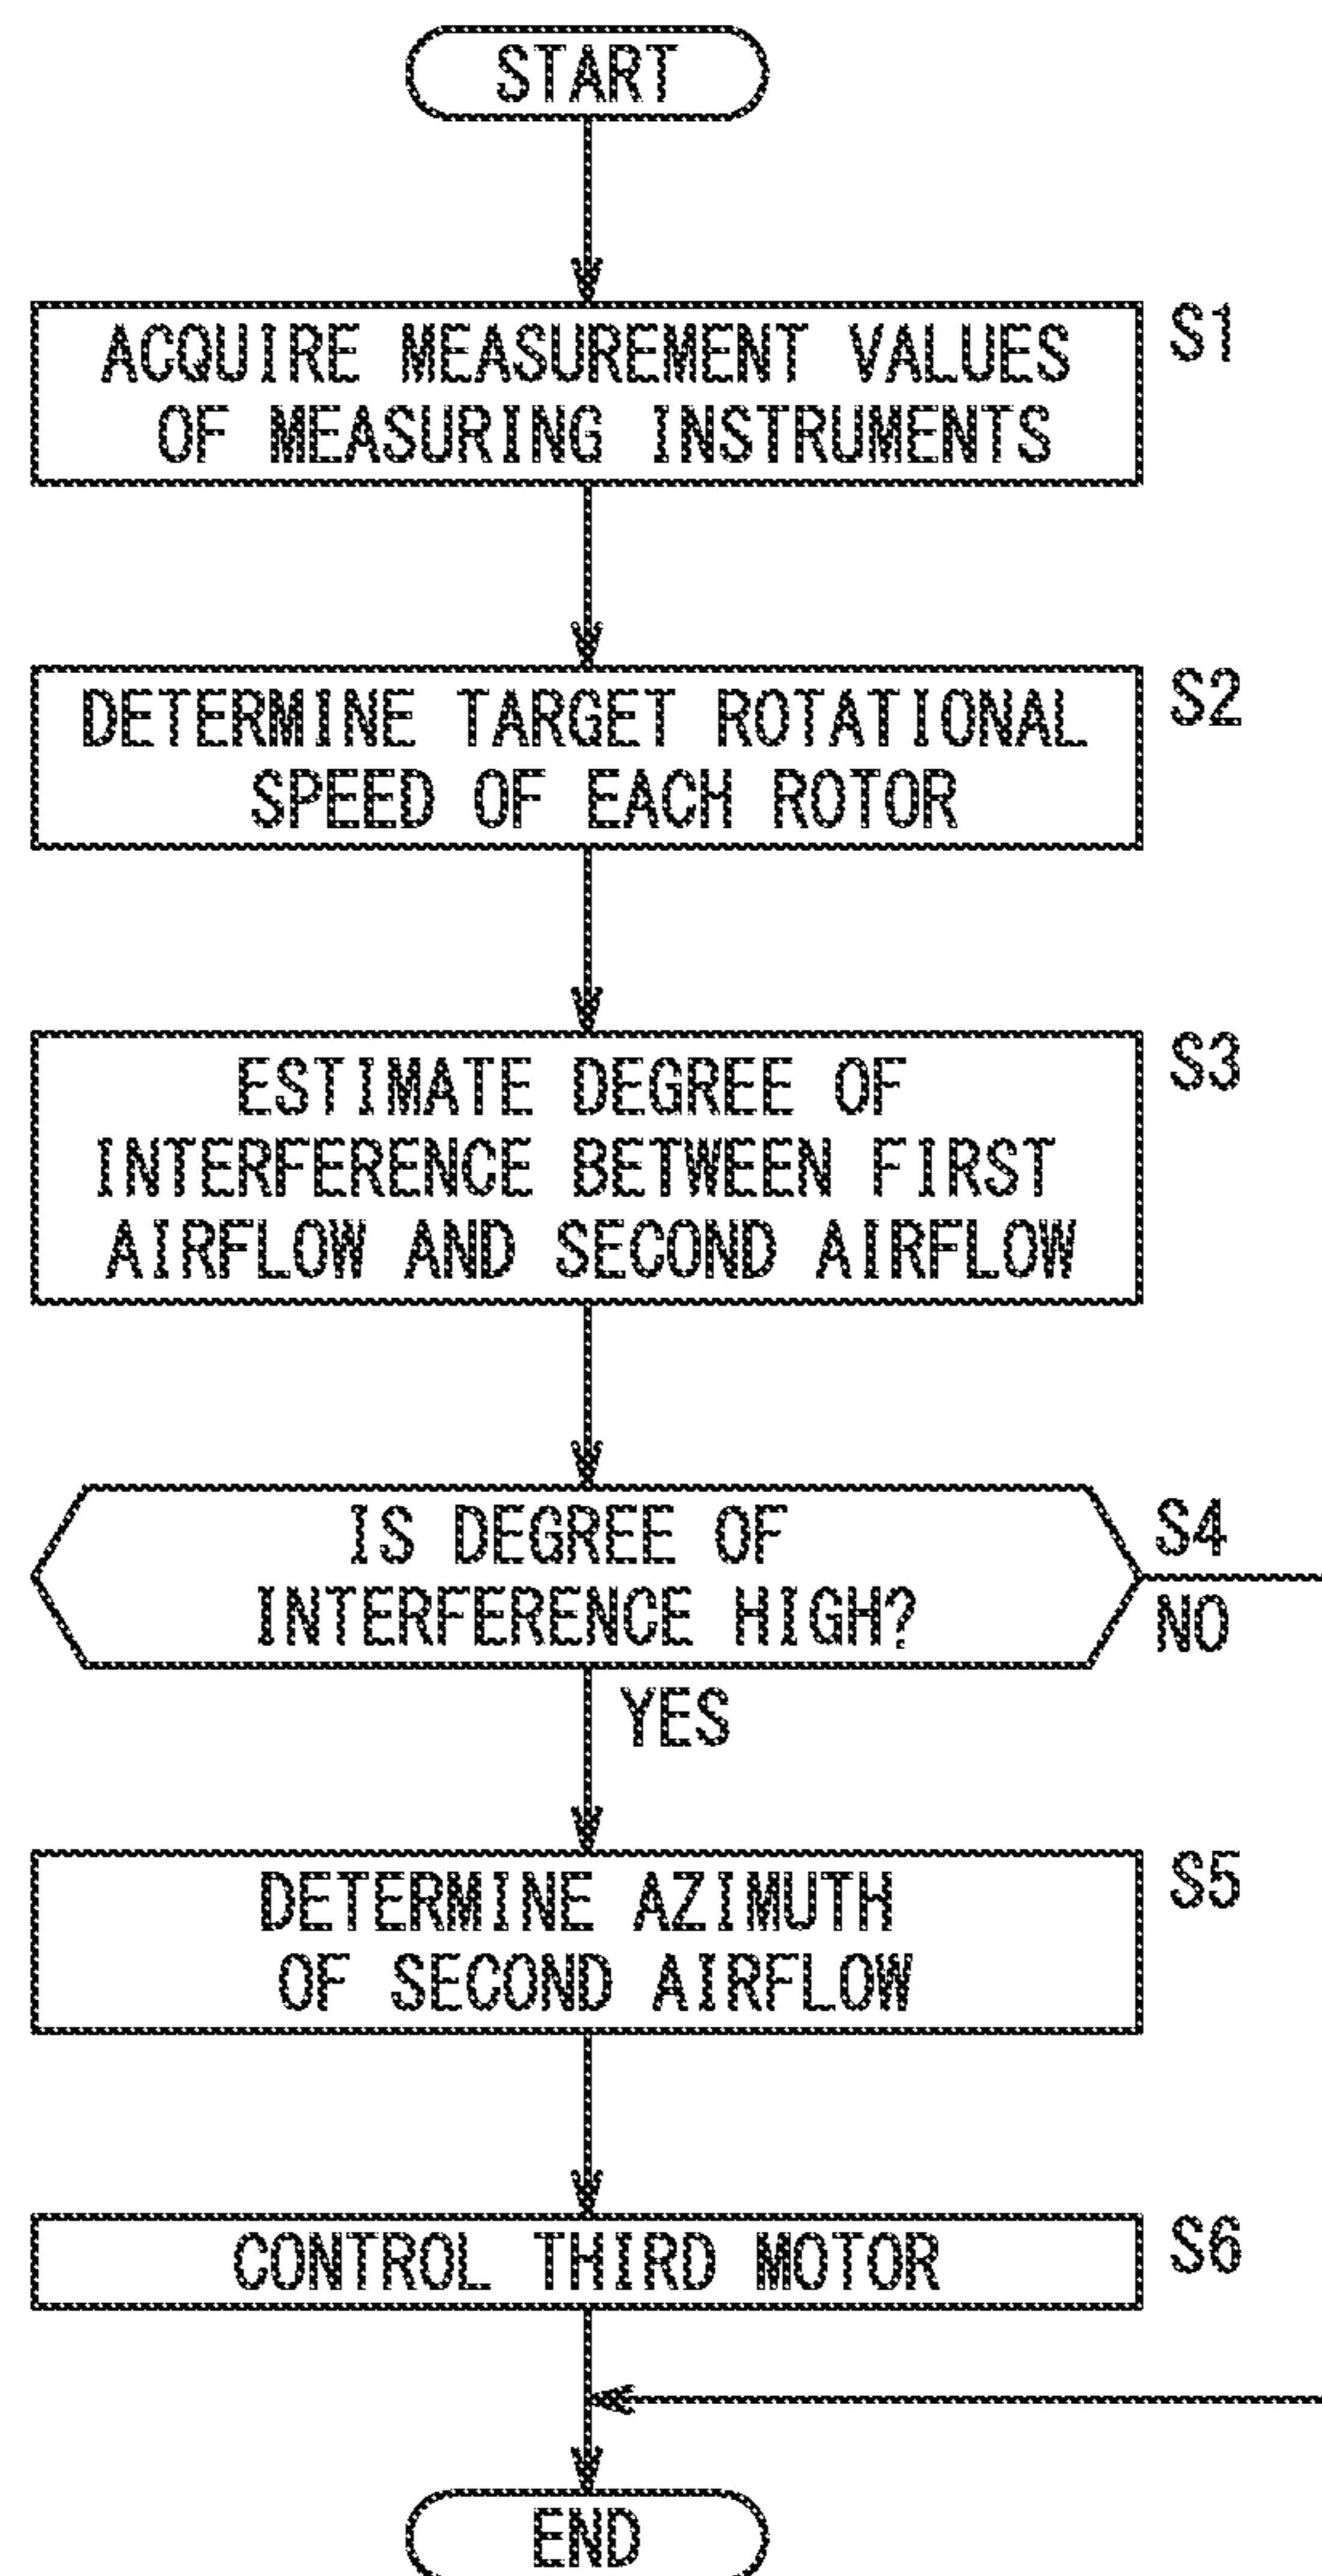 START
ACQUIRE MEASUREMENT VALUES
OF MEASURING INSTRUMENTS
S1
DETERMINE TARGET ROTATIONAL
SPEED OF EACH ROTOR
S2
ESTIMATE DEGREE OF
INTERFERENCE BETWEEN FIRST
AIRFLOW AND SECOND AIRFLOW
S3
IS DEGREE OF
INTERFERENCE HIGH?
S4
NO
YES
DETERMINE AZIMUTH
OF SECOND AIRFLOW
S5
CONTROL THIRD MOTOR
S6
END